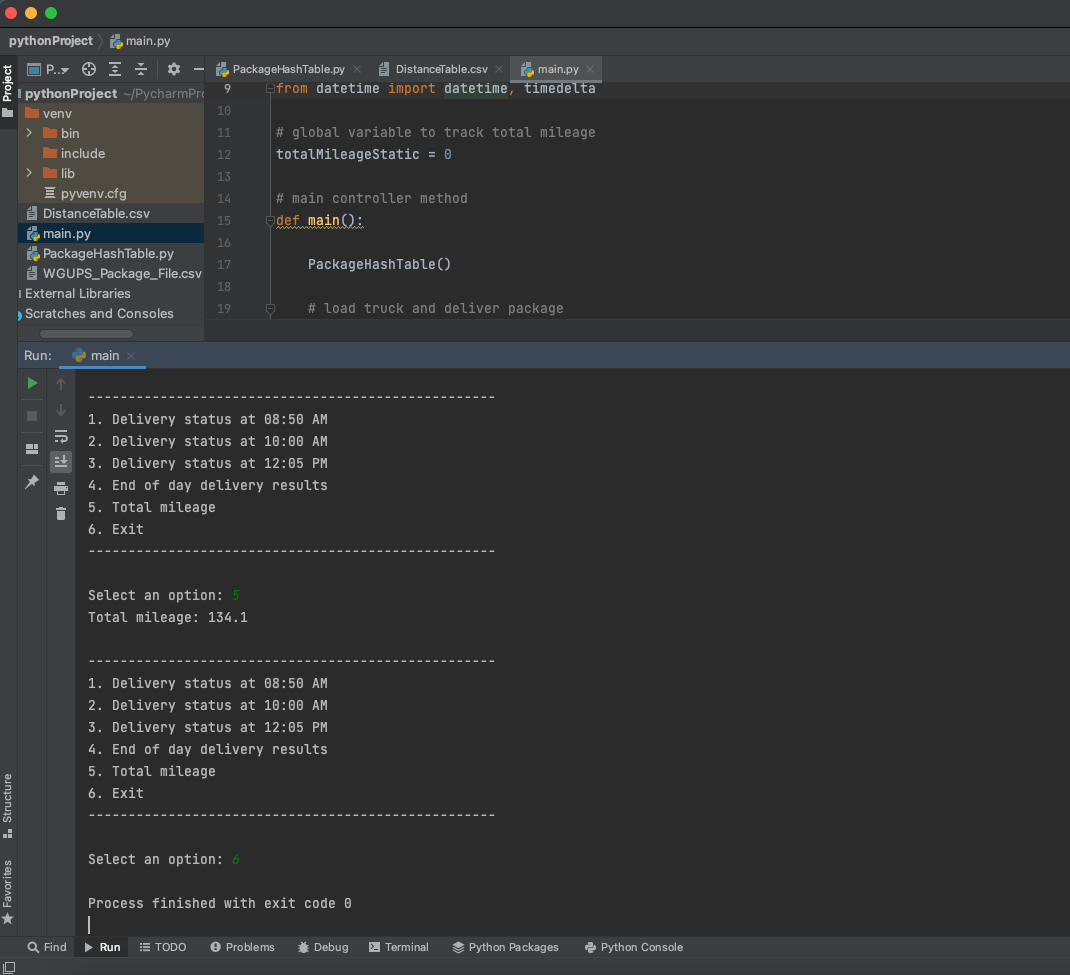 pythonProject main.py
Project
P..
PackageHashTable.py DistanceTable.csv main.py
pythonProject ~/PycharmPro
venv
bin
include
lib
pyvenv.cfg
DistanceTable.csv
main.py
PackageHashTable.py
WGUPS_Package_File.csv
External Libraries
Scratches and Consoles
9 from datetime import datetime, timedelta
10
11 # global variable to track total mileage
12 totalMileageStatic = 0
13
14 # main controller method
15 def main():
16
17 PackageHashTable()
18
19 # load truck and deliver package
Run: main
---------------------------------------------------
1. Delivery status at 08:50 AM
2. Delivery status at 10:00 AM
3. Delivery status at 12:05 PM
4. End of day delivery results
5. Total mileage
6. Exit
---------------------------------------------------
Select an option: 5
Total mileage: 134.1
---------------------------------------------------
1. Delivery status at 08:50 AM
2. Delivery status at 10:00 AM
3. Delivery status at 12:05 PM
4. End of day delivery results
5. Total mileage
6. Exit
---------------------------------------------------
Select an option: 6
Process finished with exit code 0
Structure
Favorites
Find Run TODO Problems Debug Terminal Python Packages Python Console